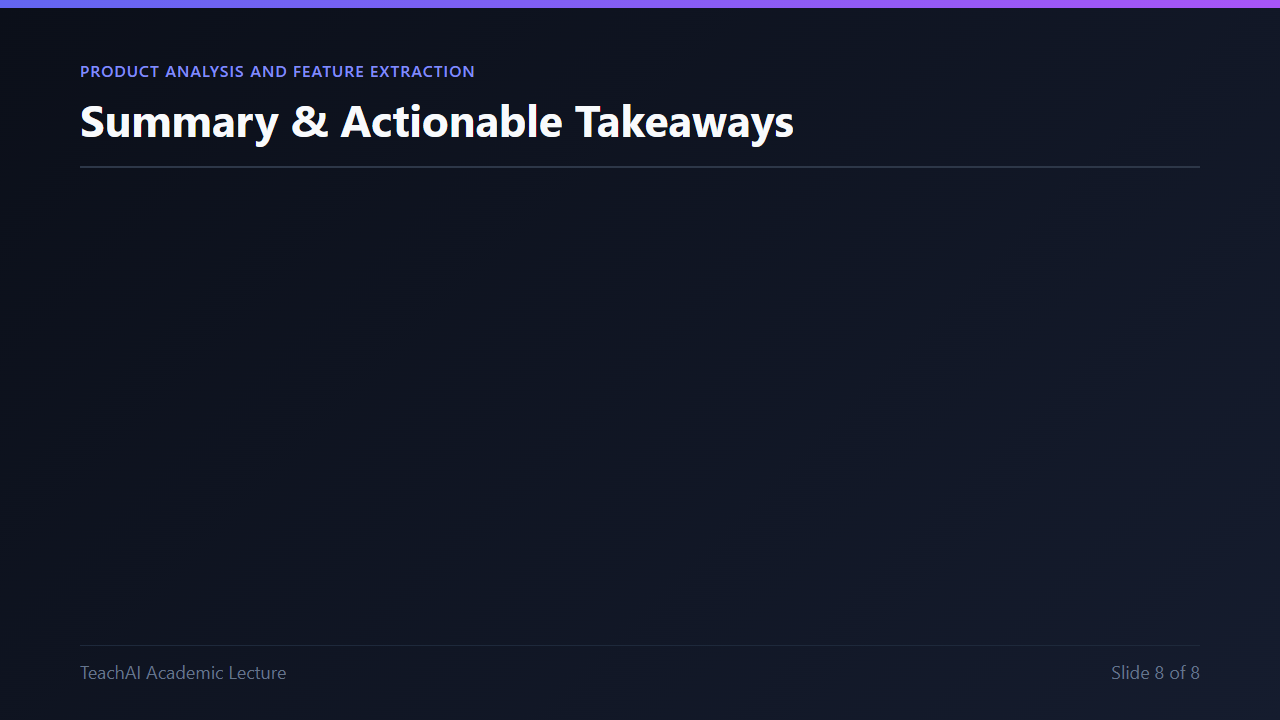 PRODUCT ANALYSIS AND FEATURE EXTRACTION
Summary & Actionable Takeaways
TeachAI Academic Lecture
Slide 8 of 8